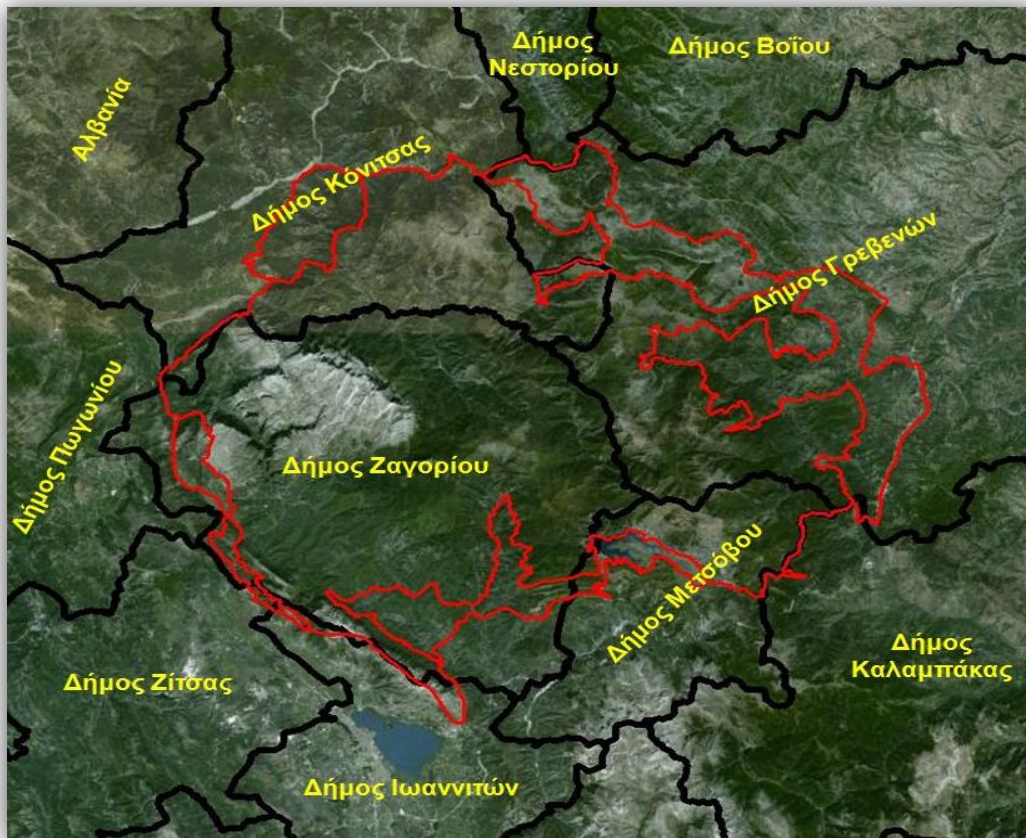 Δήμος
Νεστορίου
Δήμος Βοΐου
Αλβανία
Δήμος Κόνιτσας
Δήμος Γρεβενών
Δήμος Πωγωνίου
Δήμος Ζαγορίου
Δήμος Μετσόβου
Δήμος
Καλαμπάκας
Δήμος Ζίτσας
Δήμος Ιωαννιτών